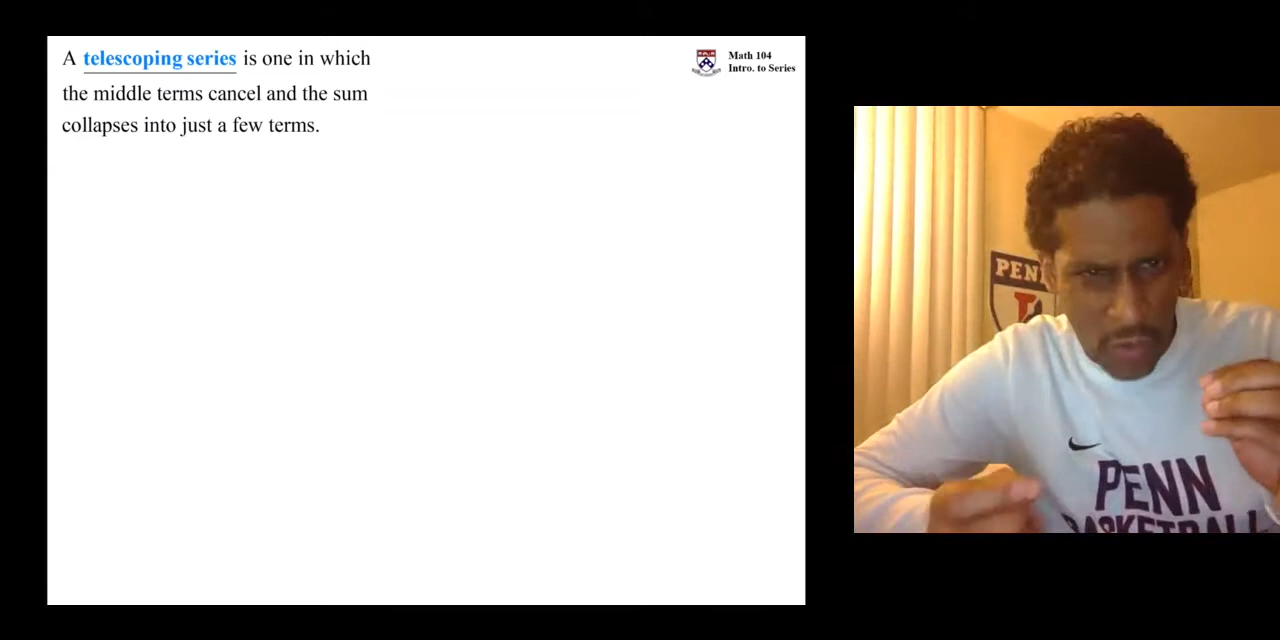 A telescoping series is one in which
the middle terms cancel and the sum
collapses into just a few terms.
Math 104
Intro. to Series
PENN
BASKETBALL